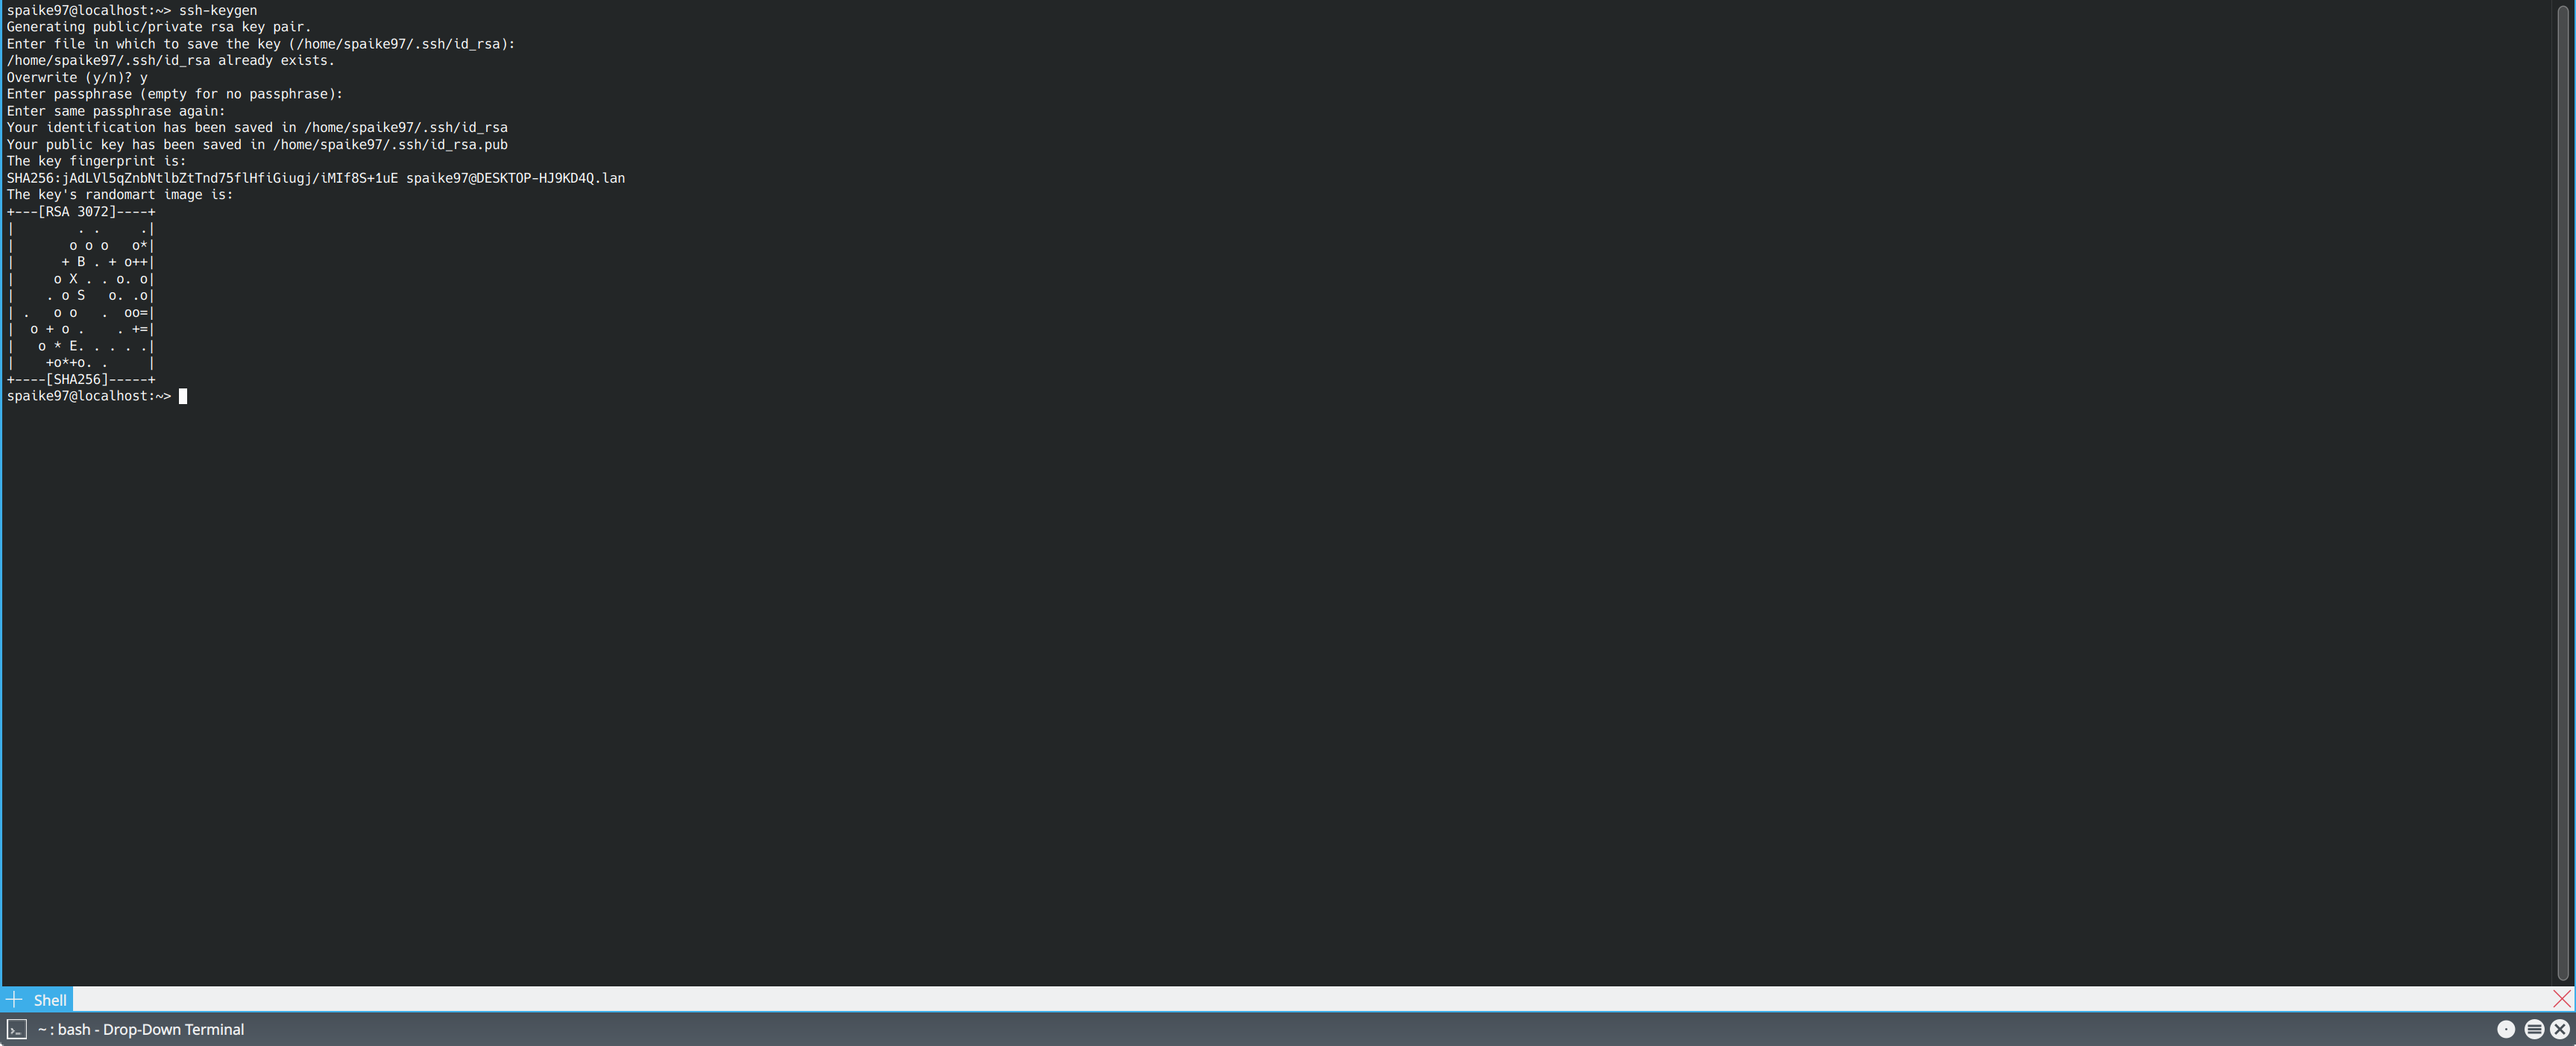 spaike97@localhost:~> ssh-keygen
Generating public/private rsa key pair.
Enter file in which to save the key (/home/spaike97/.ssh/id_rsa):
/home/spaike97/.ssh/id_rsa already exists.
Overwrite (y/n)? y
Enter passphrase (empty for no passphrase):
Enter same passphrase again:
Your identification has been saved in /home/spaike97/.ssh/id_rsa
Your public key has been saved in /home/spaike97/.ssh/id_rsa.pub
The key fingerprint is:
SHA256:jAdLVl5qZnbNtlbZtTnd75flHfiGiugj/iMIf8S+1uE spaike97@DESKTOP-HJ9KD4Q.lan
The key's randomart image is:
+---[RSA 3072]----+
|        . .     .|
|       o o o   o*|
|      + B . + o++|
|     o X . . o. o|
|    . o S   o. .o|
| .   o o   .  oo=|
|  o + o .    . +=|
|   o * E. . . . .|
|    +o*+o. .     |
+----[SHA256]-----+
spaike97@localhost:~>
Shell
~ : bash - Drop-Down Terminal